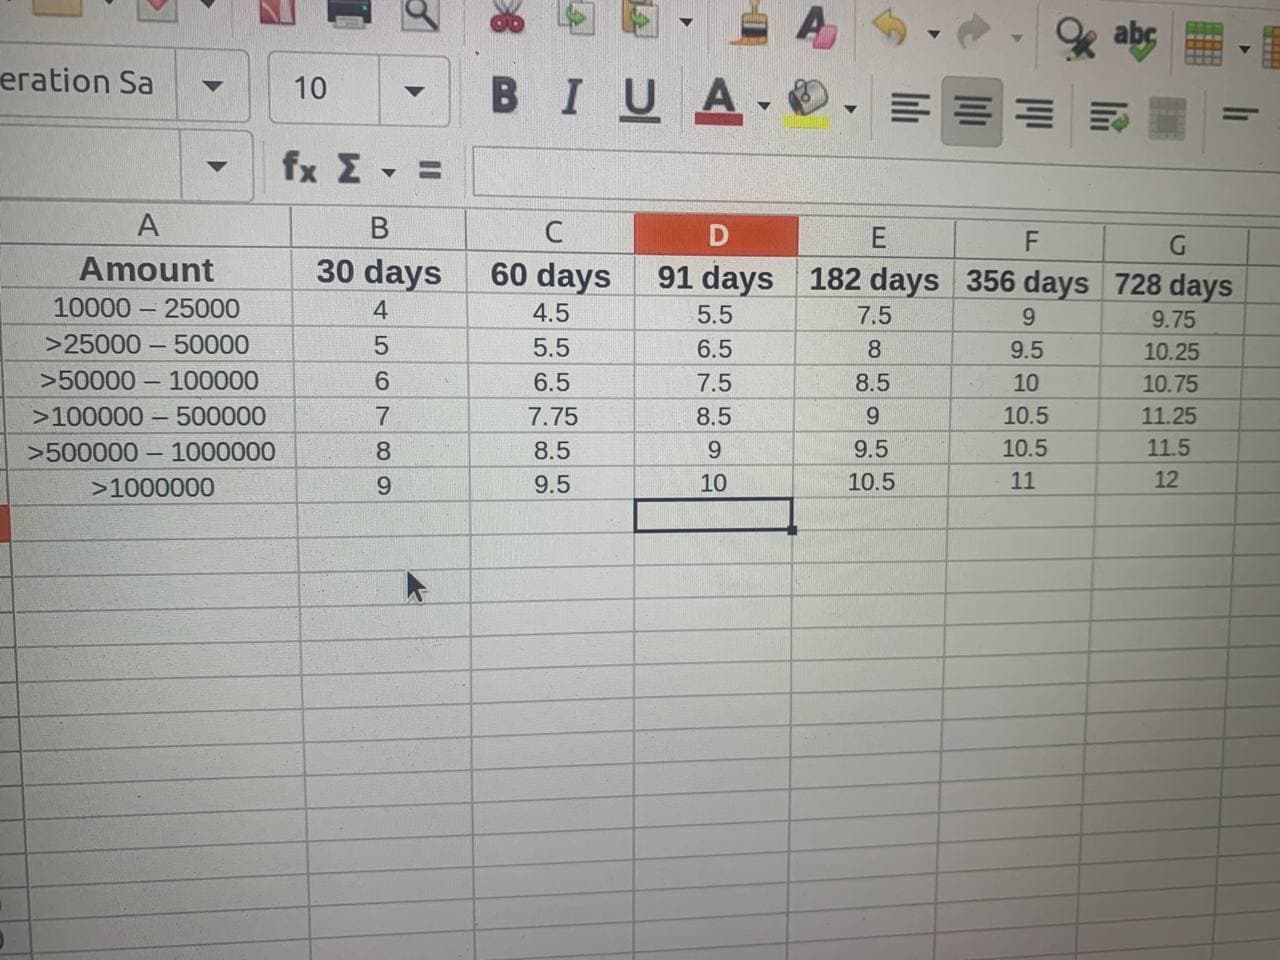 eration Sa 10 B I U A abc
fx Σ =
A B C D E F G
Amount 30 days 60 days 91 days 182 days 356 days 728 days
10000 – 25000 4 4.5 5.5 7.5 9 9.75
>25000 – 50000 5 5.5 6.5 8 9.5 10.25
>50000 – 100000 6 6.5 7.5 8.5 10 10.75
>100000 – 500000 7 7.75 8.5 9 10.5 11.25
>500000 – 1000000 8 8.5 9 9.5 10.5 11.5
>1000000 9 9.5 10 10.5 11 12